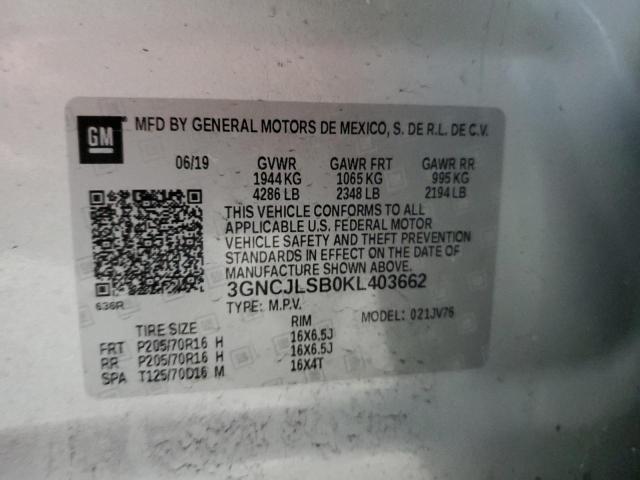 GM MFD BY GENERAL MOTORS DE MEXICO, S. DE R.L. DE C.V.
06/19 GVWR GAWR FRT GAWR RR
1944 KG 1065 KG 995 KG
4286 LB 2348 LB 2194 LB
THIS VEHICLE CONFORMS TO ALL
APPLICABLE U.S. FEDERAL MOTOR
VEHICLE SAFETY AND THEFT PREVENTION
STANDARDS IN EFFECT ON THE DATE OF
MANUFACTURE SHOWN ABOVE.
3GNCJLSB0KL403662
636R TYPE: M.P.V. MODEL: 021JV76
TIRE SIZE RIM
FRT P205/70R16 H 16X6.5J
RR P205/70R16 H 16X6.5J
SPA T125/70D16 M 16X4T